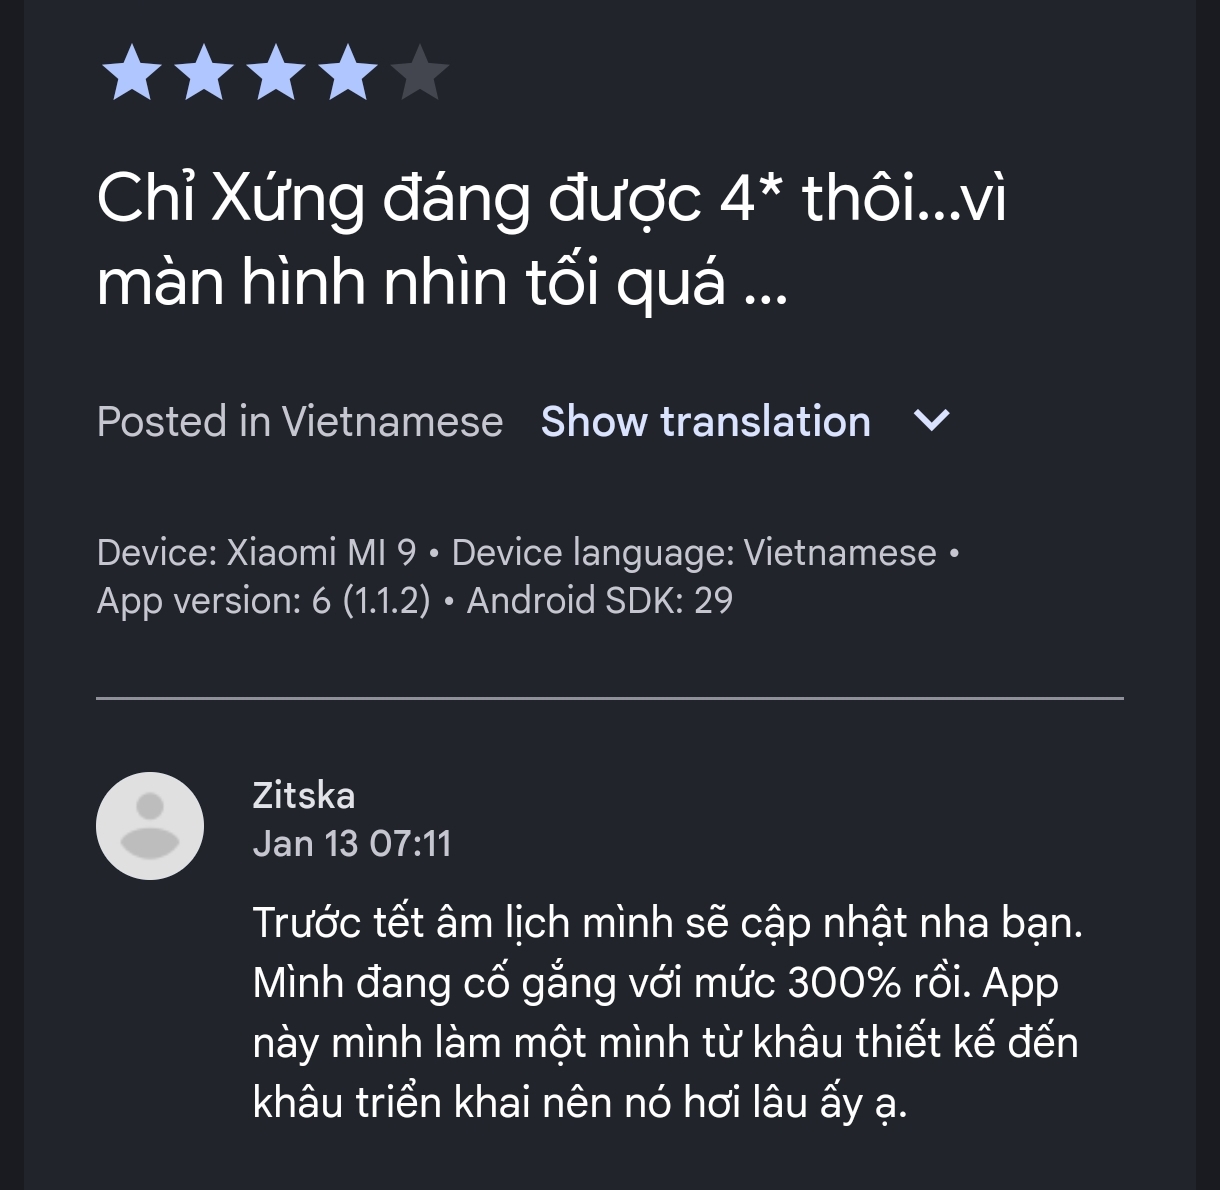 Chỉ Xứng đáng được 4* thôi...vì
màn hình nhìn tối quá ...
Posted in Vietnamese Show translation
Device: Xiaomi MI 9 • Device language: Vietnamese •
App version: 6 (1.1.2) • Android SDK: 29
Zitska
Jan 13 07:11
Trước tết âm lịch mình sẽ cập nhật nha bạn.
Mình đang cố gắng với mức 300% rồi. App
này mình làm một mình từ khâu thiết kế đến
khâu triển khai nên nó hơi lâu ấy ạ.